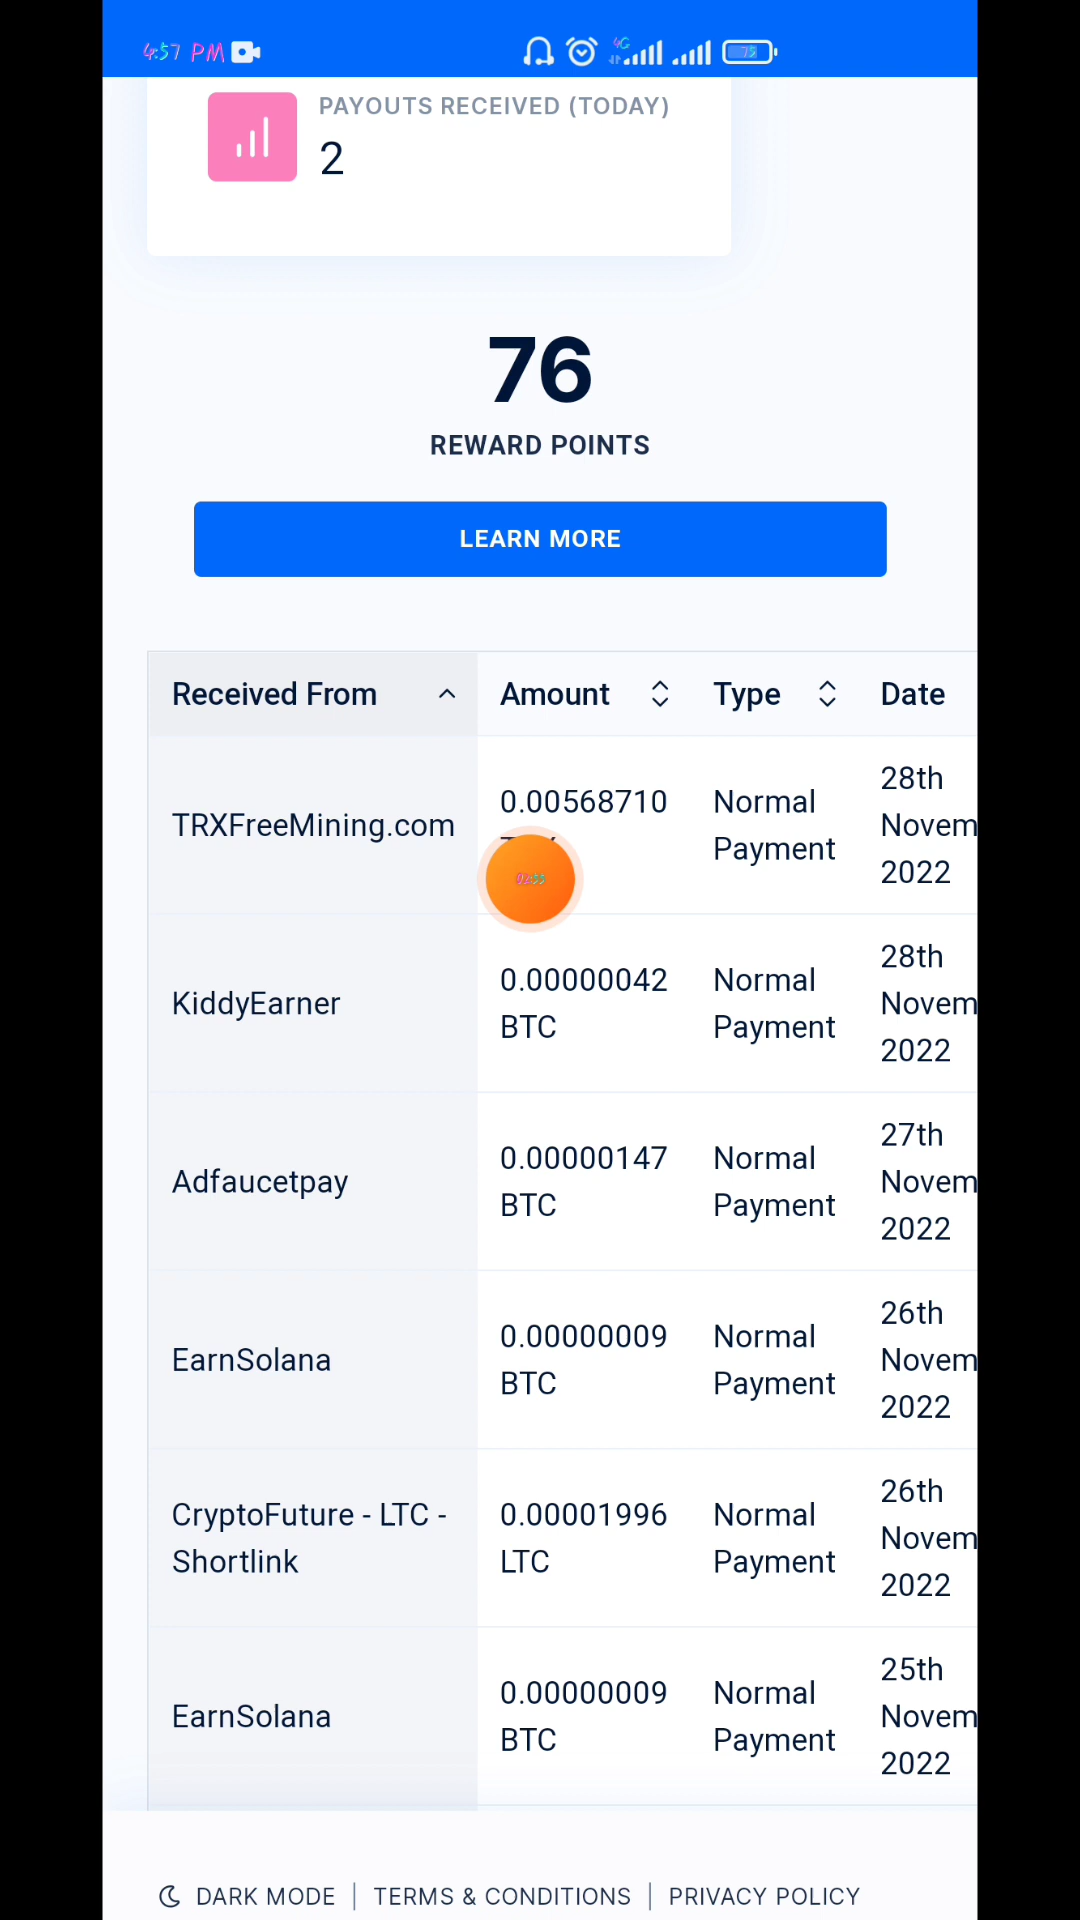 4:57 PM
4G
75
PAYOUTS RECEIVED (TODAY)
2
76
REWARD POINTS
LEARN MORE
Received From Amount Type Date
TRXFreeMining.com
0.00568710
Normal
Payment
28th
Novem
2022
02:55
KiddyEarner
0.00000042
BTC
Normal
Payment
28th
Novem
2022
Adfaucetpay
0.00000147
BTC
Normal
Payment
27th
Novem
2022
EarnSolana
0.00000009
BTC
Normal
Payment
26th
Novem
2022
CryptoFuture - LTC -
Shortlink
0.00001996
LTC
Normal
Payment
26th
Novem
2022
EarnSolana
0.00000009
BTC
Normal
Payment
25th
Novem
2022
DARK MODE | TERMS & CONDITIONS | PRIVACY POLICY